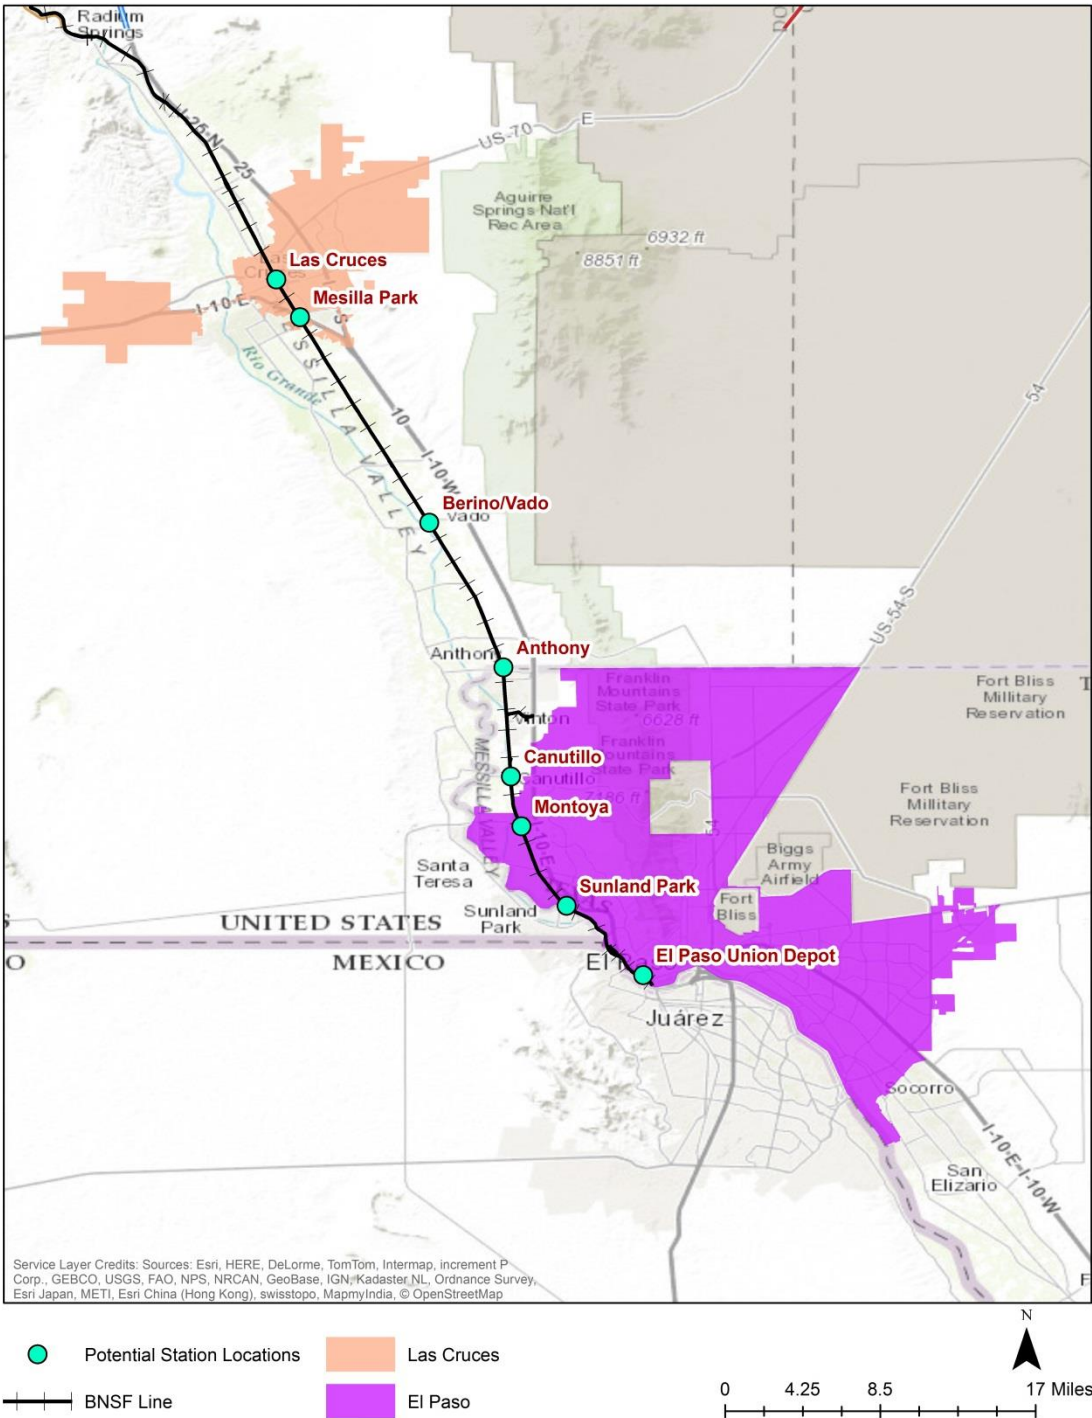 Radium
Springs
I-25-N
25
US-70
E
Aguirre
Springs Nat'l
Rec Area
6932 ft
8851 ft
Las Cruces
Mesilla Park
I-10-E
Rio Grande
MESSILLA VALLEY
54
10
I-10-W
Berino/Vado
Vado
US-54-S
Anthony
Anthony
Franklin
Mountains
State Park
6628 ft
Fort Bliss
Millitary
Reservation
T
Vinton
Franklin
Mountains
State Park
MESSILLA VALLEY
Canutillo
Canutillo
7186 ft
Fort Bliss
Millitary
Reservation
Montoya
I-10-E
54
Biggs
Army
Airfield
Santa
Teresa
Sunland Park
Fort
Bliss
Sunland
Park
UNITED STATES
MEXICO
O
El Paso Union Depot
Juárez
Socorro
I-10-E-I-10-W
San
Elizario
F
Service Layer Credits: Sources: Esri, HERE, DeLorme, TomTom, Intermap, increment P
Corp., GEBCO, USGS, FAO, NPS, NRCAN, GeoBase, IGN, Kadaster NL, Ordnance Survey,
Esri Japan, METI, Esri China (Hong Kong), swisstopo, MapmyIndia, © OpenStreetMap
N
Potential Station Locations
Las Cruces
BNSF Line
El Paso
0 4.25 8.5 17 Miles